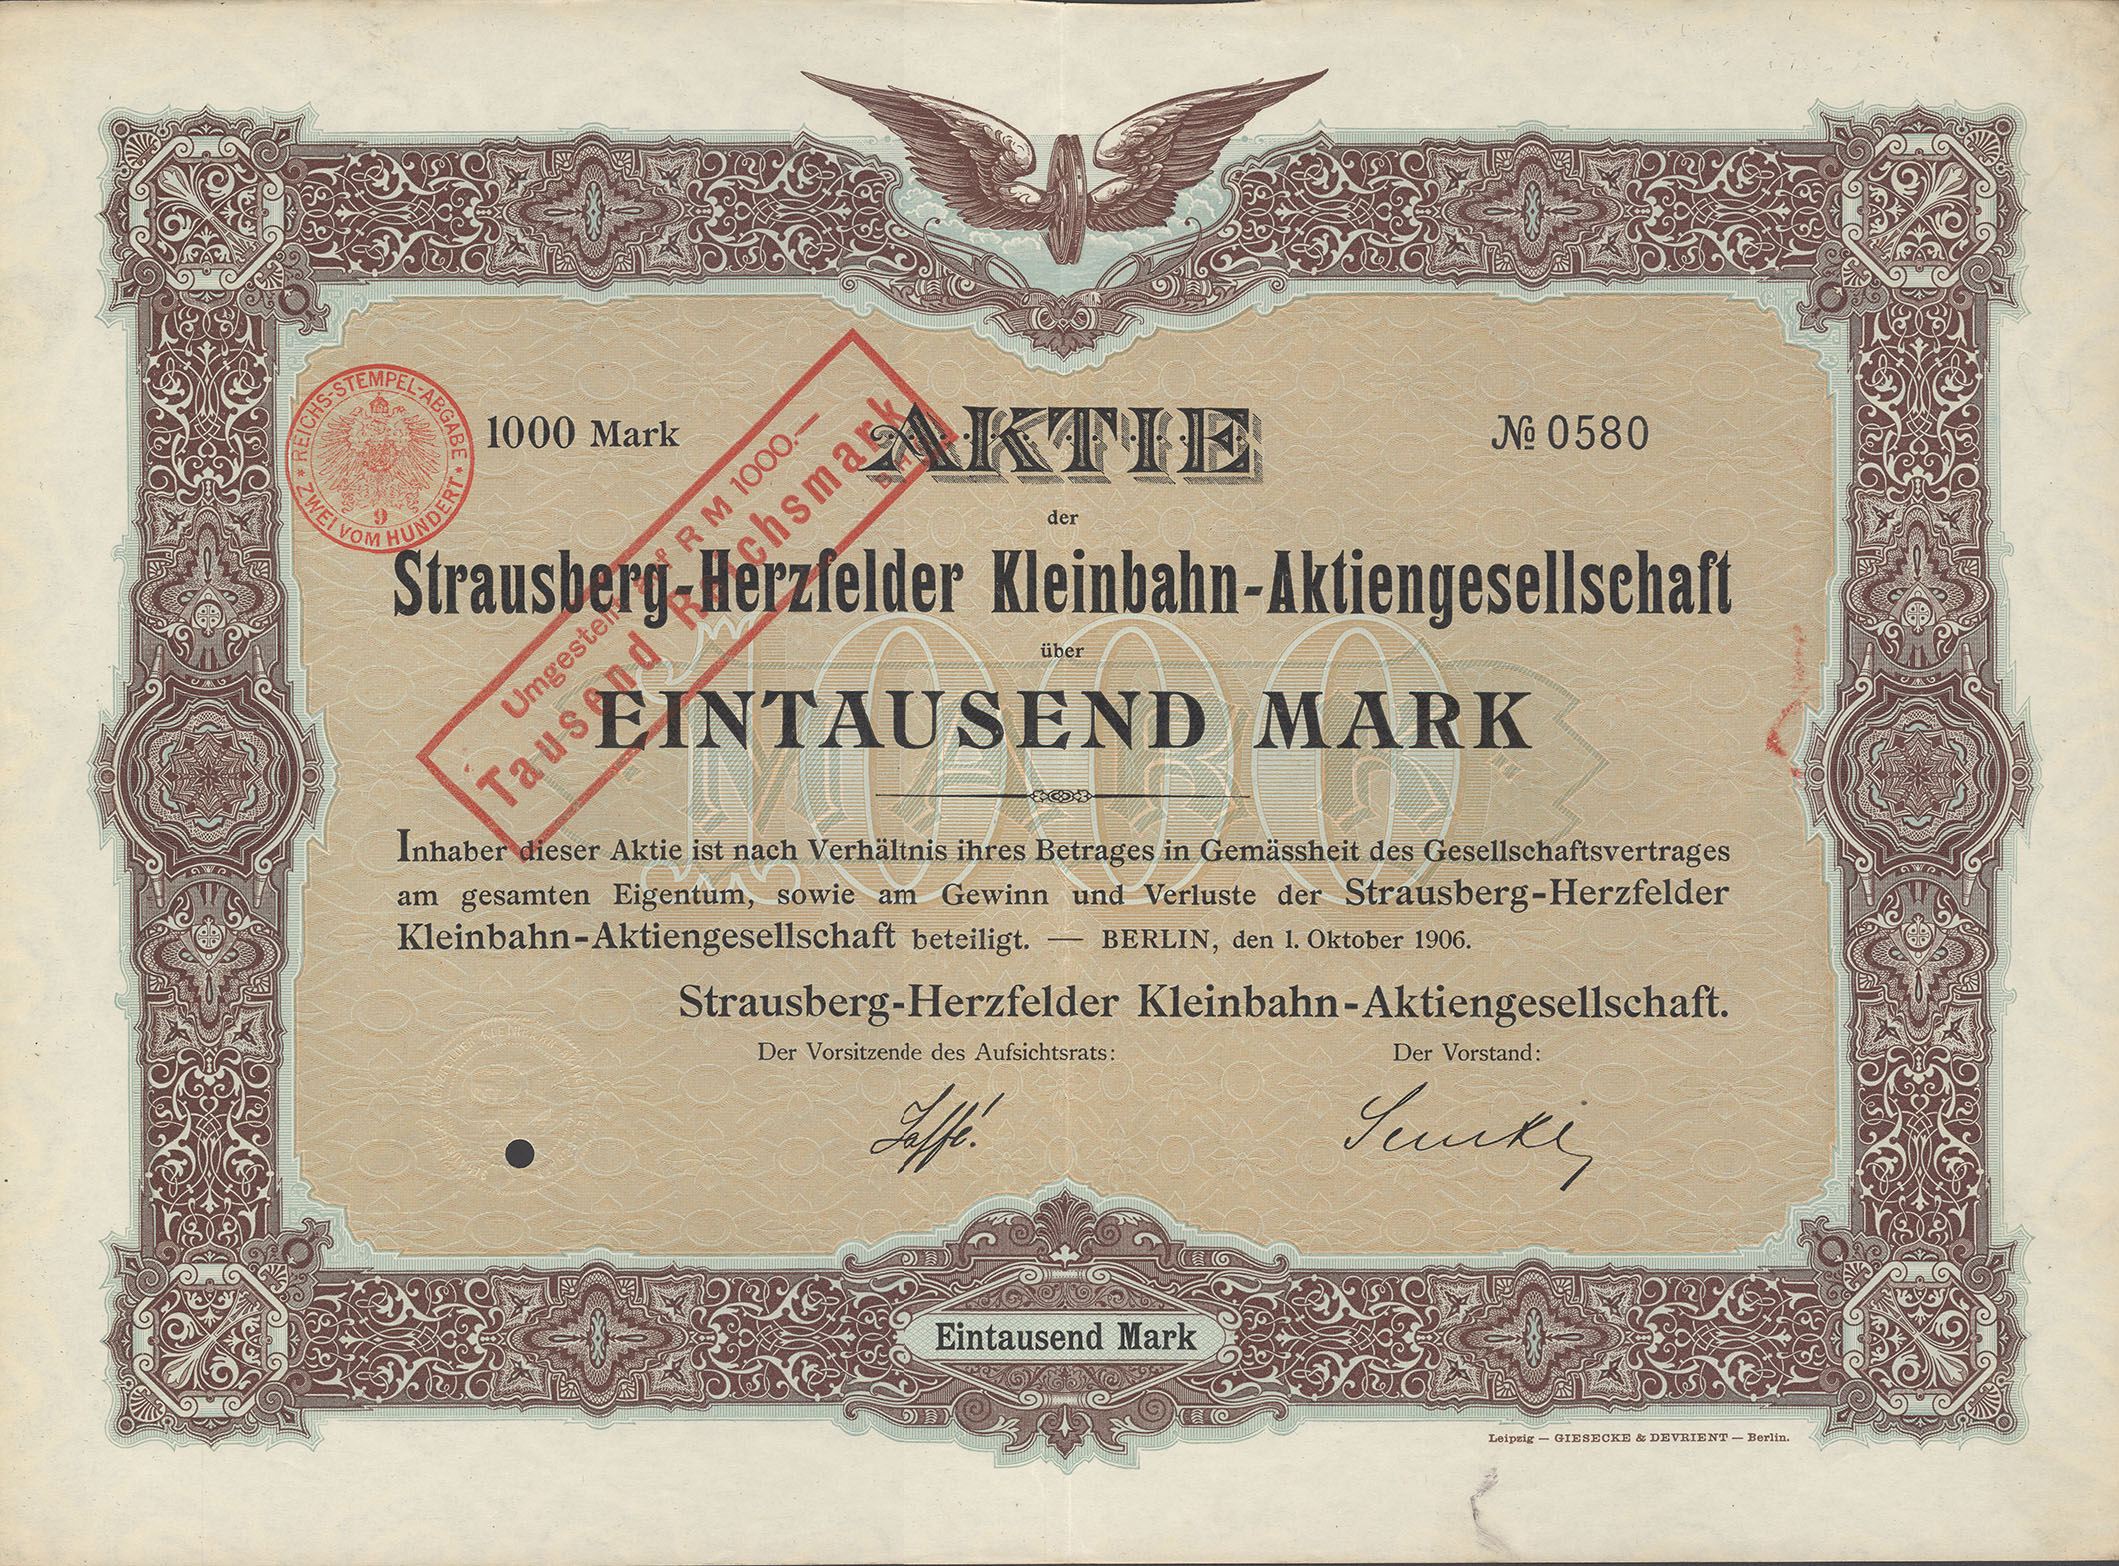 REICHS-STEMPEL-ABGABE
* ZWEI VOM HUNDERT *
9
1000 Mark
AKTIE
№ 0580
Umgestellt auf RM 1000.—
Tausend Reichsmark
der
Strausberg-Herzfelder Kleinbahn-Aktiengesellschaft
über
EINTAUSEND MARK
1000
MARK
Inhaber dieser Aktie ist nach Verhältnis ihres Betrages in Gemässheit des Gesellschaftsvertrages
am gesamten Eigentum, sowie am Gewinn und Verluste der Strausberg-Herzfelder
Kleinbahn-Aktiengesellschaft beteiligt. — BERLIN, den 1. Oktober 1906.
Strausberg-Herzfelder Kleinbahn-Aktiengesellschaft.
Der Vorsitzende des Aufsichtsrats:
Der Vorstand:
Eintausend Mark
Leipzig — GIESECKE & DEVRIENT — Berlin.